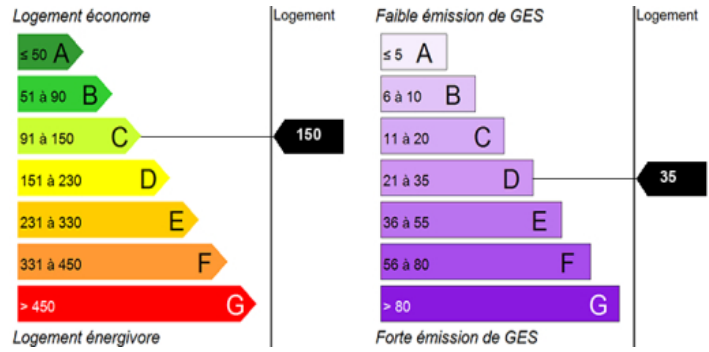 Logement économe
Logement
≤ 50 A
51 à 90 B
91 à 150 C
150
151 à 230 D
231 à 330 E
331 à 450 F
> 450 G
Logement énergivore
Faible émission de GES
Logement
≤ 5 A
6 à 10 B
11 à 20 C
21 à 35 D
35
36 à 55 E
56 à 80 F
> 80 G
Forte émission de GES